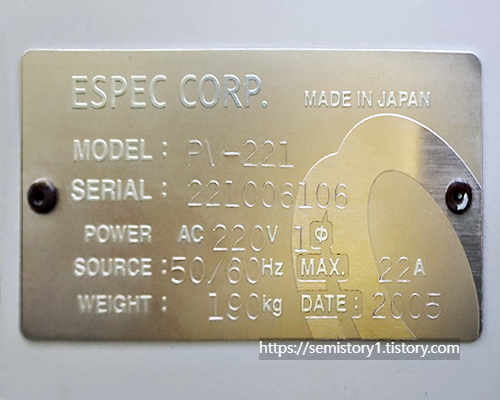 ESPEC CORP. MADE IN JAPAN
MODEL : PV-221
SERIAL : 221006106
POWER AC 220V 1Φ
SOURCE : 50/60Hz MAX. 22A
WEIGHT : 190kg DATE : 2005
https://semistory1.tistory.com